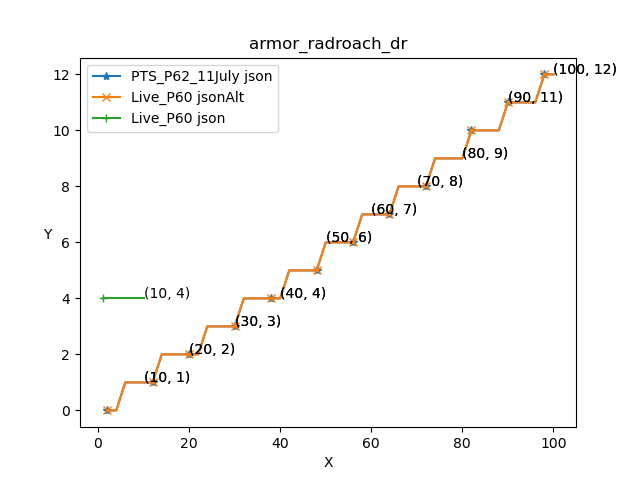 armor_radroach_dr
PTS_P62_11July json
Live_P60 jsonAlt
Live_P60 json
(100, 12)
(90, 11)
(80, 9)
(70, 8)
(60, 7)
(50, 6)
(10, 4)
(40, 4)
(30, 3)
(20, 2)
(10, 1)
12
10
8
6
4
2
0
Y
0 20 40 60 80 100
X